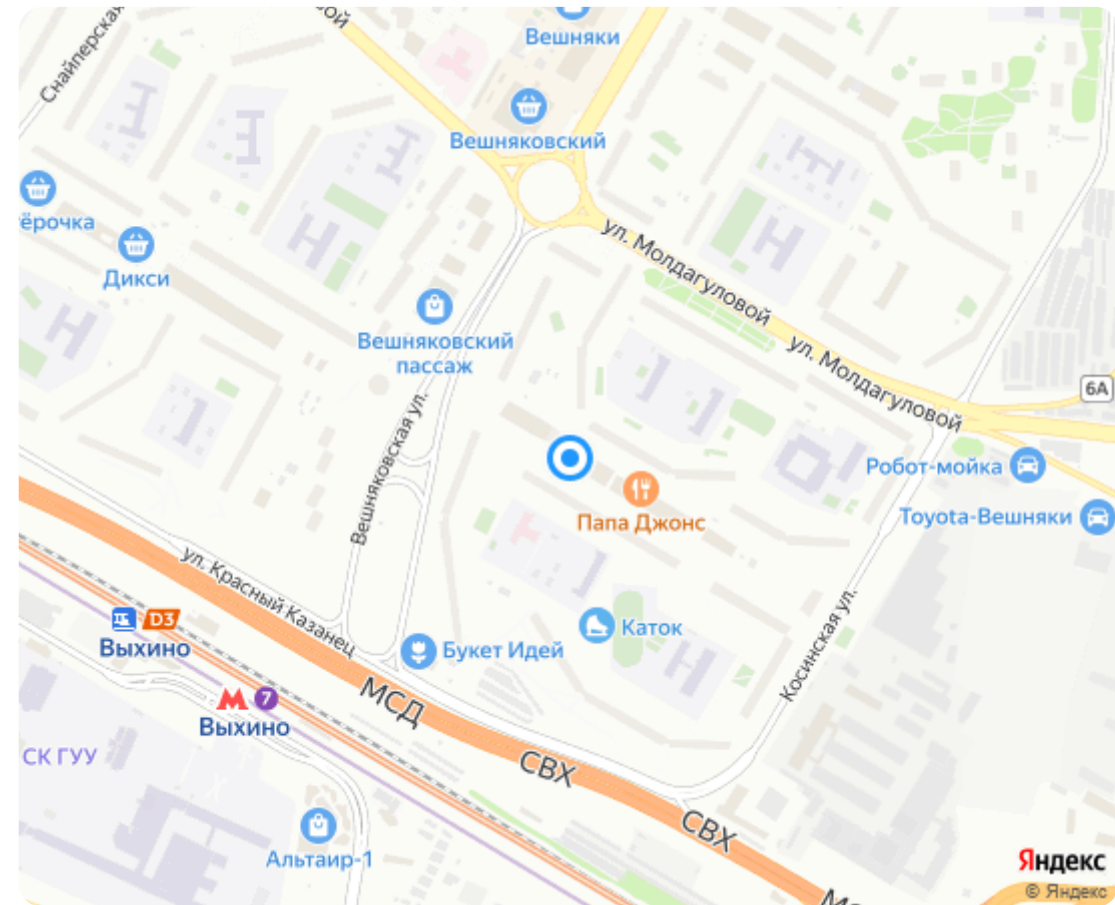 Снайперская
вой
Вешняки
Вешняковский
ёрочка
Дикси
ул. Молдагуловой
Вешняковский
пассаж
ул. Молдагуловой
6А
Вешняковская ул.
Робот-мойка
Папа Джонс
Toyota-Вешняки
ул. Красный Казанец
D3
Выхино
Каток
Букет Идей
Косинская ул.
М 7
Выхино
МСД
СК ГУУ
СВХ
СВХ
Альтаир-1
Яндекс
© Яндекс